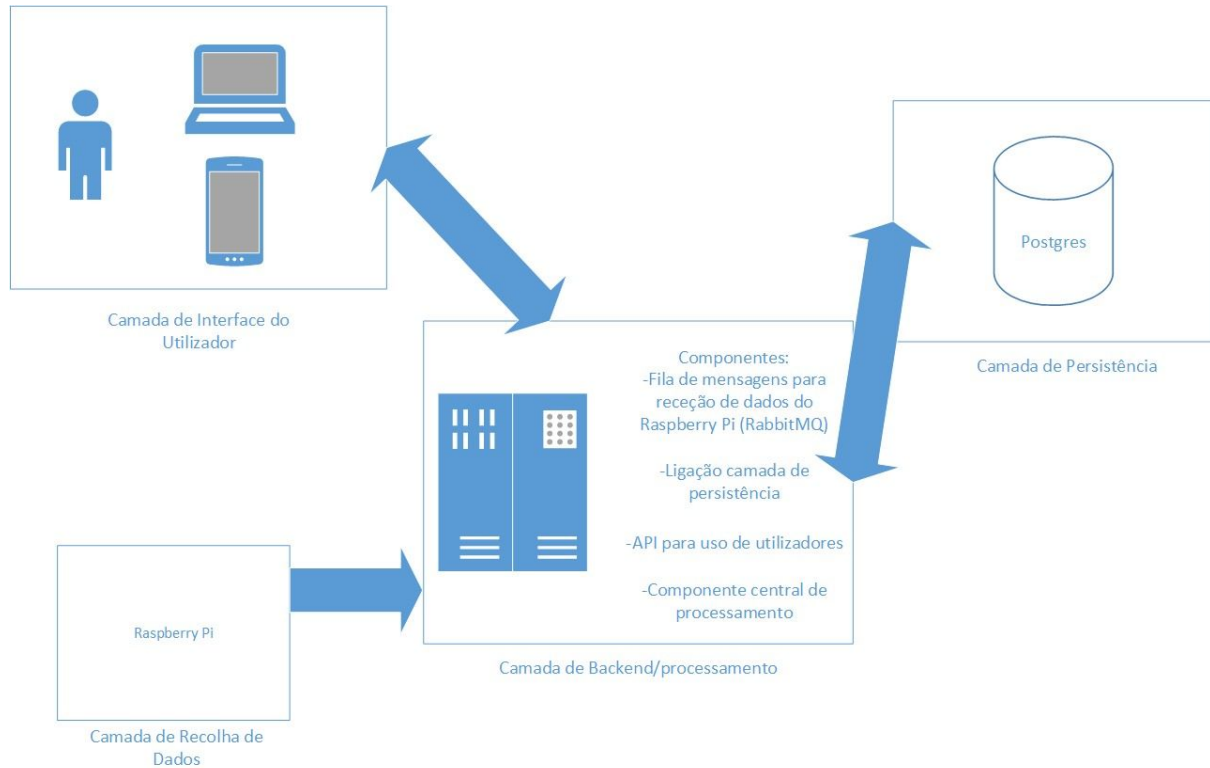 Camada de Interface do
Utilizador
Postgres
Camada de Persistência
Componentes:
-Fila de mensagens para
receção de dados do
Raspberry Pi (RabbitMQ)
-Ligação camada de
persistência
-API para uso de utilizadores
-Componente central de
processamento
Camada de Backend/processamento
Raspberry Pi
Camada de Recolha de
Dados